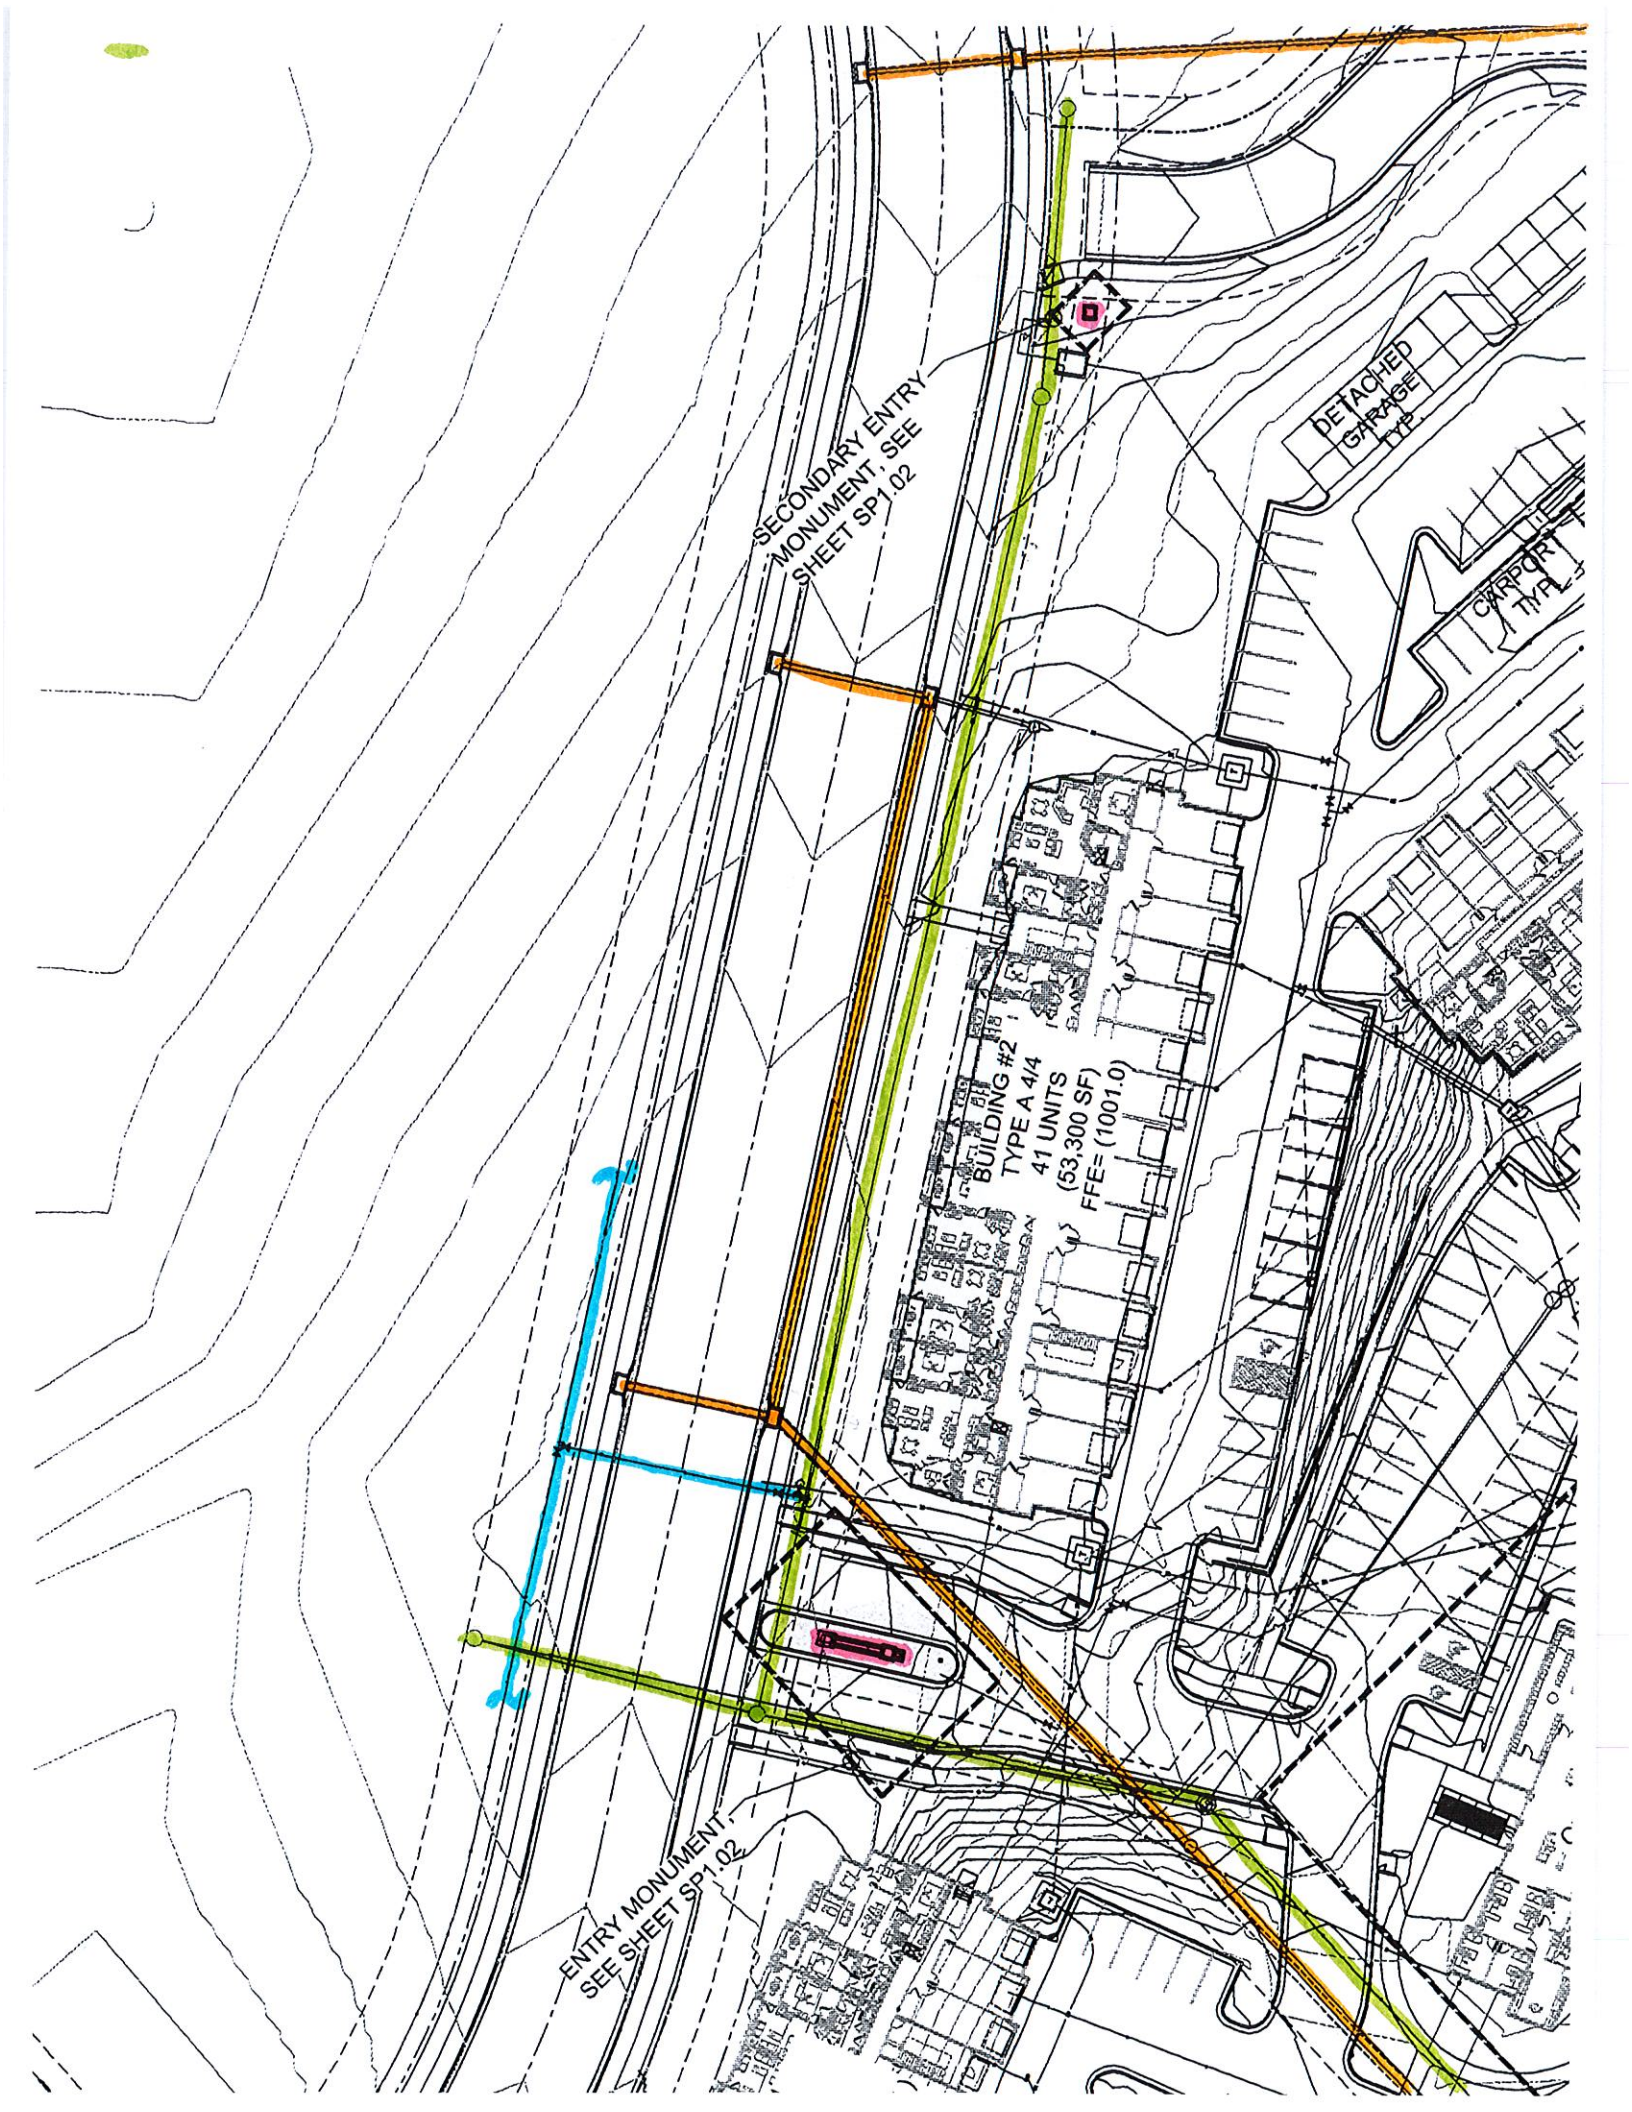 SECONDARY ENTRY
MONUMENT, SEE
SHEET SP1.02
DETACHED
GARAGE
TYP.
CARPORT
TYP.
BUILDING #2
TYPE A 4/4
41 UNITS
(53,300 SF)
FFE= (1001.0)
ENTRY MONUMENT,
SEE SHEET SP1.02